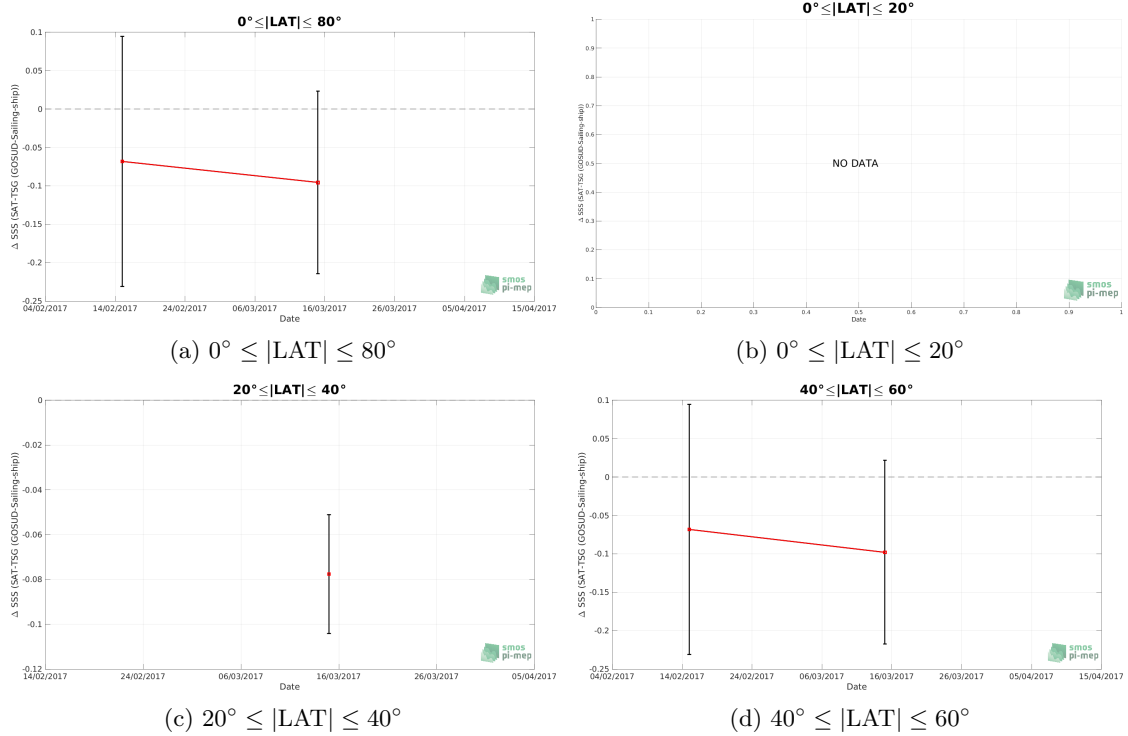 0°≤|LAT|≤ 80°
0.1
0.05
0
-0.05
-0.1
-0.15
-0.2
-0.25
Δ SSS (SAT-TSG (GOSUD-Sailing-ship))
04/02/2017 14/02/2017 24/02/2017 06/03/2017 16/03/2017 26/03/2017 05/04/2017 15/04/2017
Date
smos
pi-mep
(a) 0° ≤ |LAT| ≤ 80°
0°≤|LAT|≤ 20°
1
0.9
0.8
0.7
0.6
0.5
0.4
0.3
0.2
0.1
0
Δ SSS (SAT-TSG (GOSUD-Sailing-ship))
NO DATA
0 0.1 0.2 0.3 0.4 0.5 0.6 0.7 0.8 0.9 1
Date
smos
pi-mep
(b) 0° ≤ |LAT| ≤ 20°
20°≤|LAT|≤ 40°
0
-0.02
-0.04
-0.06
-0.08
-0.1
-0.12
Δ SSS (SAT-TSG (GOSUD-Sailing-ship))
14/02/2017 24/02/2017 06/03/2017 16/03/2017 26/03/2017 05/04/2017
Date
smos
pi-mep
(c) 20° ≤ |LAT| ≤ 40°
40°≤|LAT|≤ 60°
0.1
0.05
0
-0.05
-0.1
-0.15
-0.2
-0.25
Δ SSS (SAT-TSG (GOSUD-Sailing-ship))
04/02/2017 14/02/2017 24/02/2017 06/03/2017 16/03/2017 26/03/2017 05/04/2017 15/04/2017
Date
smos
pi-mep
(d) 40° ≤ |LAT| ≤ 60°